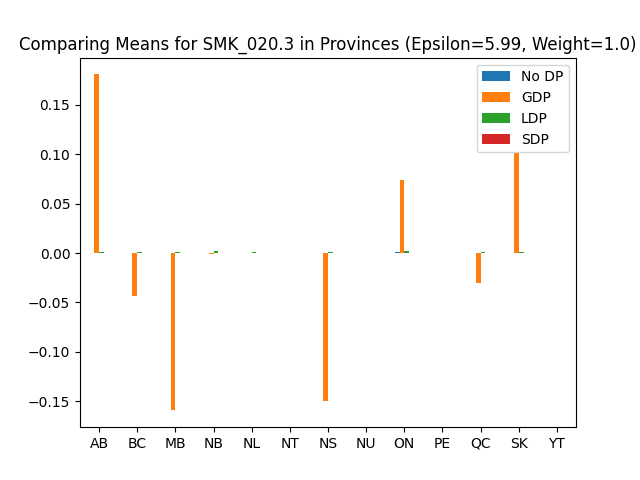 Comparing Means for SMK_020.3 in Provinces (Epsilon=5.99, Weight=1.0)
No DP
GDP
LDP
SDP
0.15
0.10
0.05
0.00
−0.05
−0.10
−0.15
AB BC MB NB NL NT NS NU ON PE QC SK YT